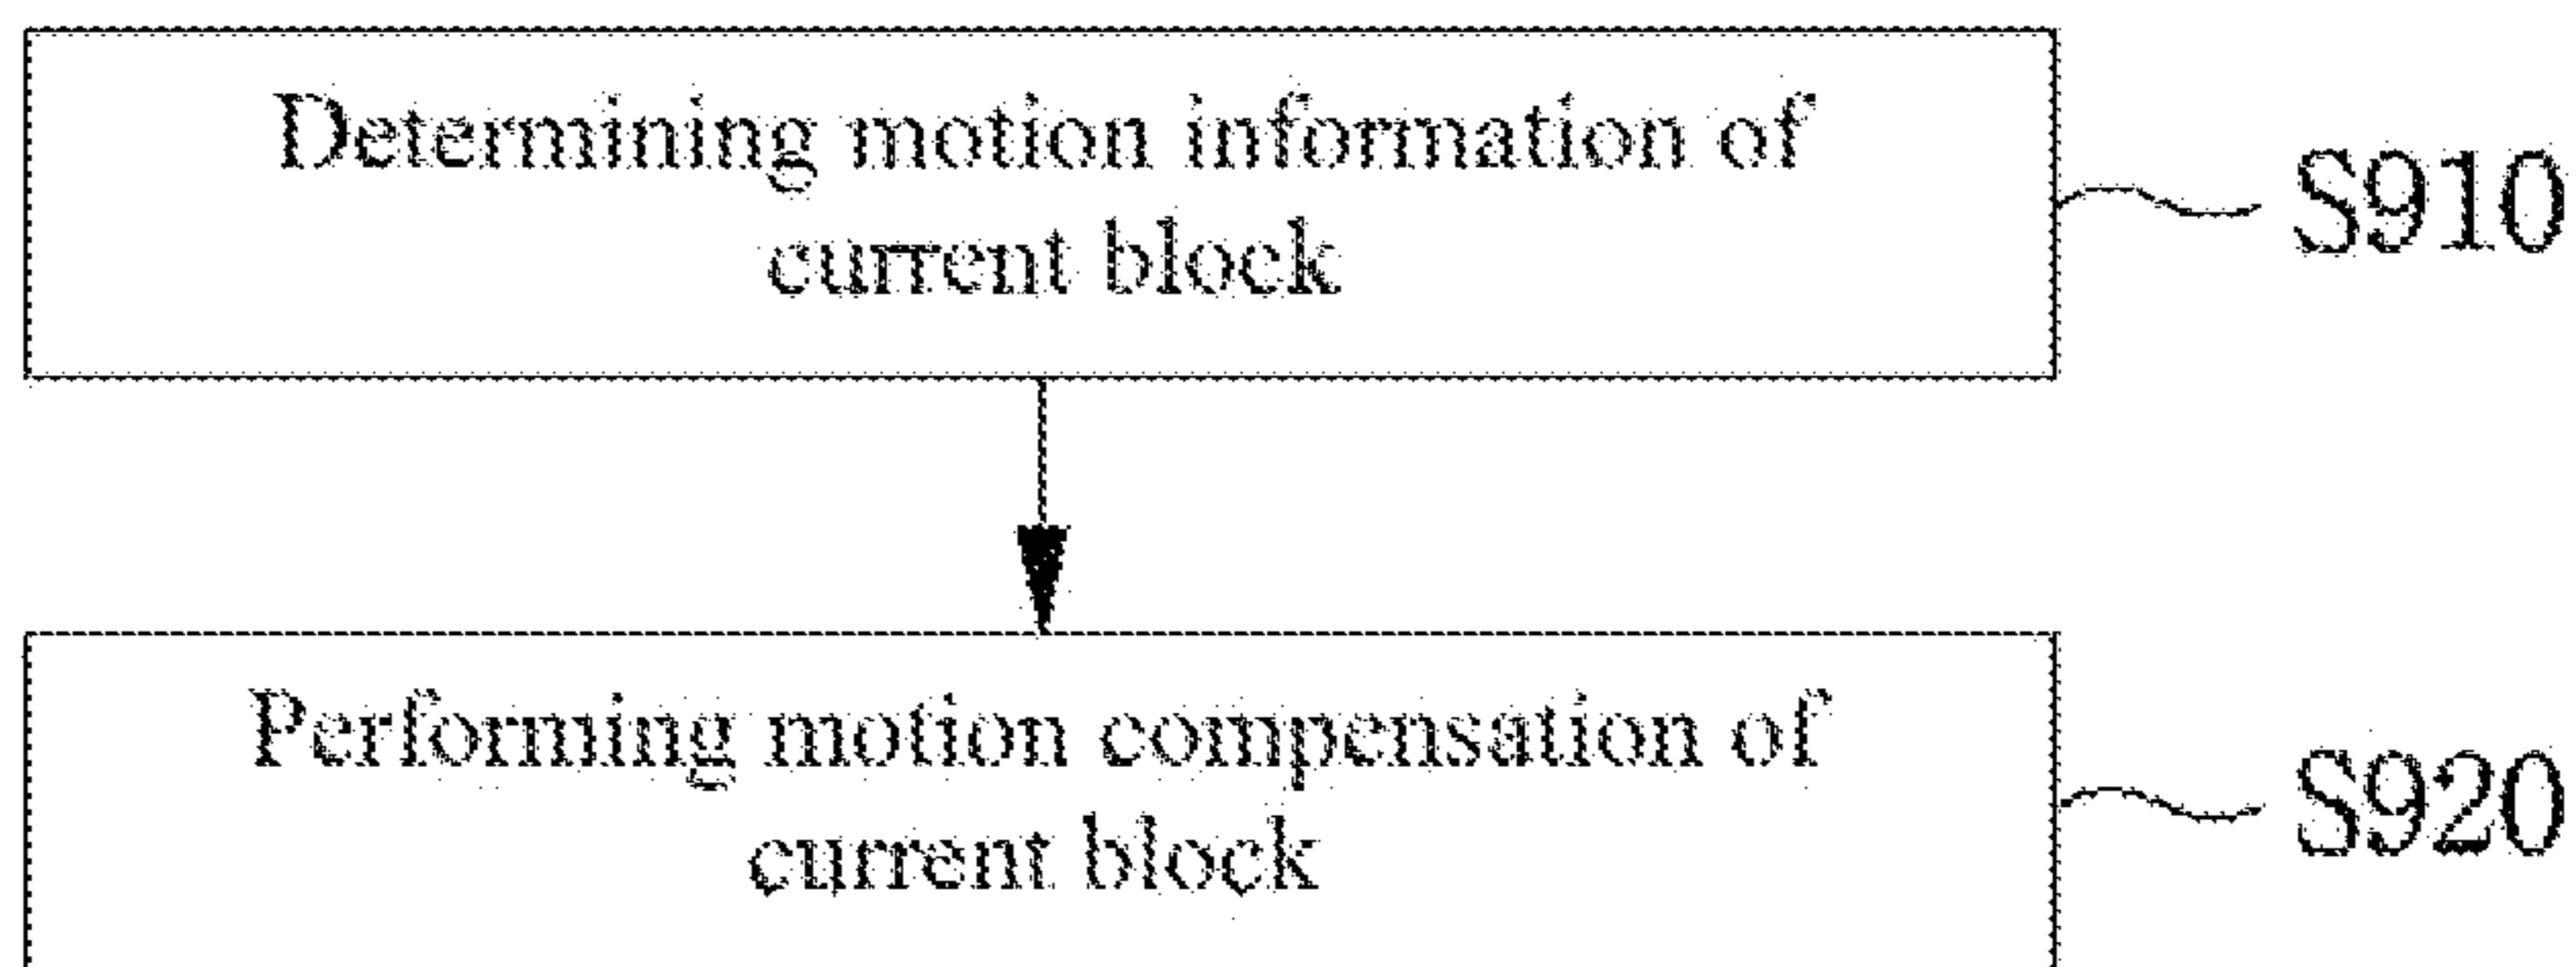 Determining motion information of
current block
S910
Performing motion compensation of
current block
S920